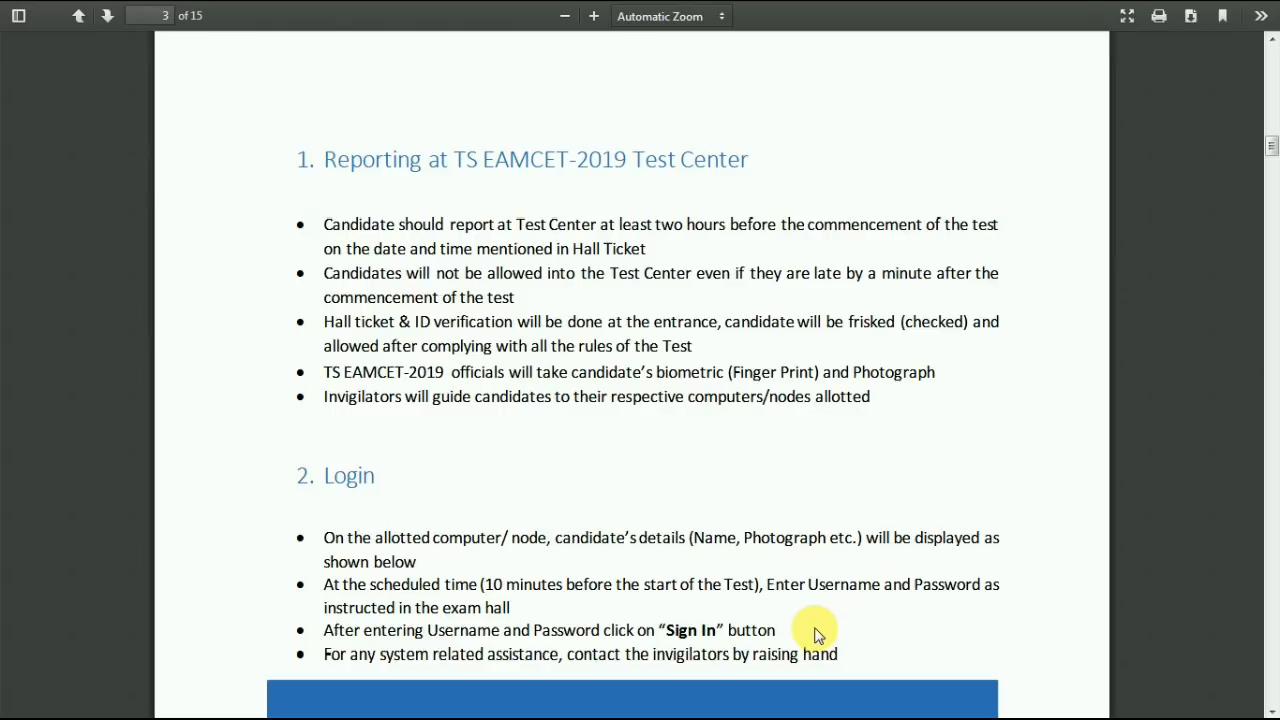 3 of 15
Automatic Zoom
1. Reporting at TS EAMCET-2019 Test Center
• Candidate should report at Test Center at least two hours before the commencement of the test
on the date and time mentioned in Hall Ticket
• Candidates will not be allowed into the Test Center even if they are late by a minute after the
commencement of the test
• Hall ticket & ID verification will be done at the entrance, candidate will be frisked (checked) and
allowed after complying with all the rules of the Test
• TS EAMCET-2019 officials will take candidate's biometric (Finger Print) and Photograph
• Invigilators will guide candidates to their respective computers/nodes allotted
2. Login
• On the allotted computer/ node, candidate's details (Name, Photograph etc.) will be displayed as
shown below
• At the scheduled time (10 minutes before the start of the Test), Enter Username and Password as
instructed in the exam hall
• After entering Username and Password click on “Sign In” button
• For any system related assistance, contact the invigilators by raising hand